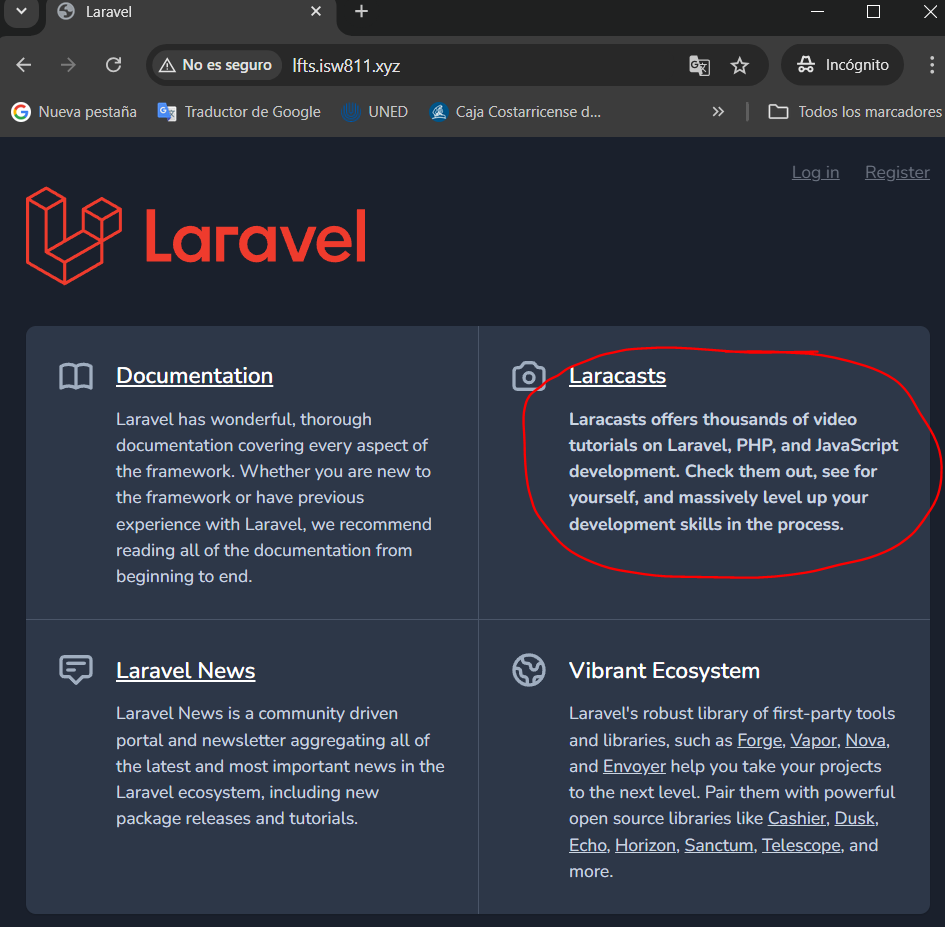 Laravel
No es seguro
lfts.isw811.xyz
Incógnito
Nueva pestaña
Traductor de Google
UNED
Caja Costarricense d...
Todos los marcadores
Log in
Register
Laravel
Documentation
Laravel has wonderful, thorough
documentation covering every aspect of
the framework. Whether you are new to
the framework or have previous
experience with Laravel, we recommend
reading all of the documentation from
beginning to end.
Laracasts
Laracasts offers thousands of video
tutorials on Laravel, PHP, and JavaScript
development. Check them out, see for
yourself, and massively level up your
development skills in the process.
Laravel News
Laravel News is a community driven
portal and newsletter aggregating all of
the latest and most important news in the
Laravel ecosystem, including new
package releases and tutorials.
Vibrant Ecosystem
Laravel's robust library of first-party tools
and libraries, such as Forge, Vapor, Nova,
and Envoyer help you take your projects
to the next level. Pair them with powerful
open source libraries like Cashier, Dusk,
Echo, Horizon, Sanctum, Telescope, and
more.